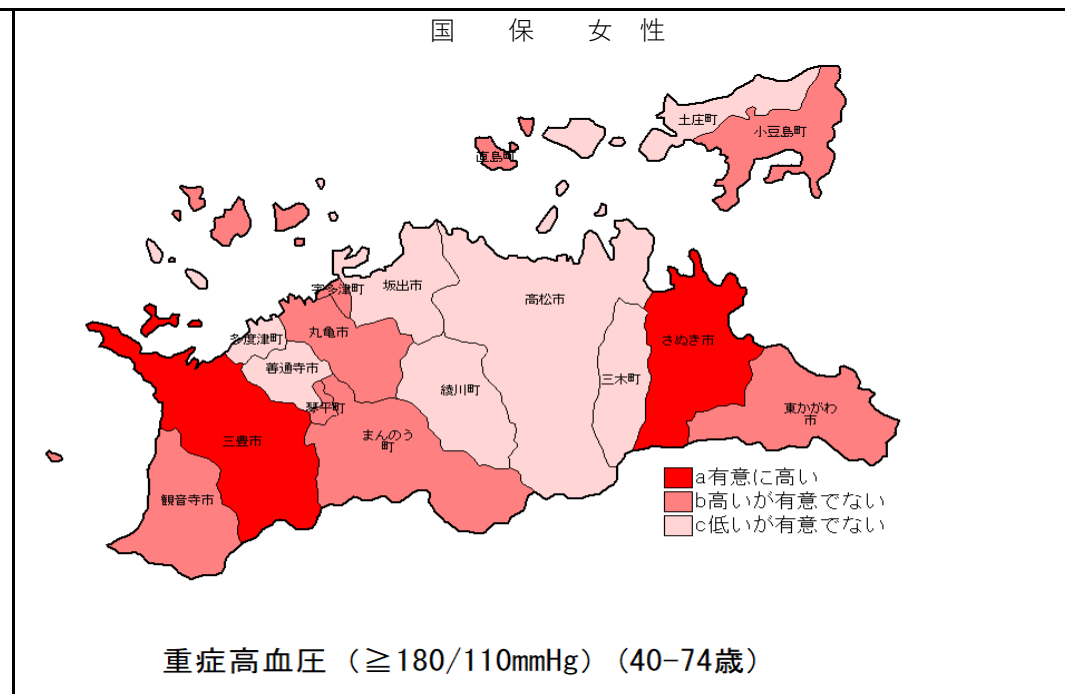 国 保 女 性
土庄町
小豆島町
直島町
宇多津町
坂出市
高松市
多度津町
丸亀市
さぬき市
善通寺市
三木町
綾川町
琴平町
東かがわ
市
まんのう
町
三豊市
観音寺市
a有意に高い
b高いが有意でない
c低いが有意でない
重症高血圧（≧180/110mmHg）(40-74歳)